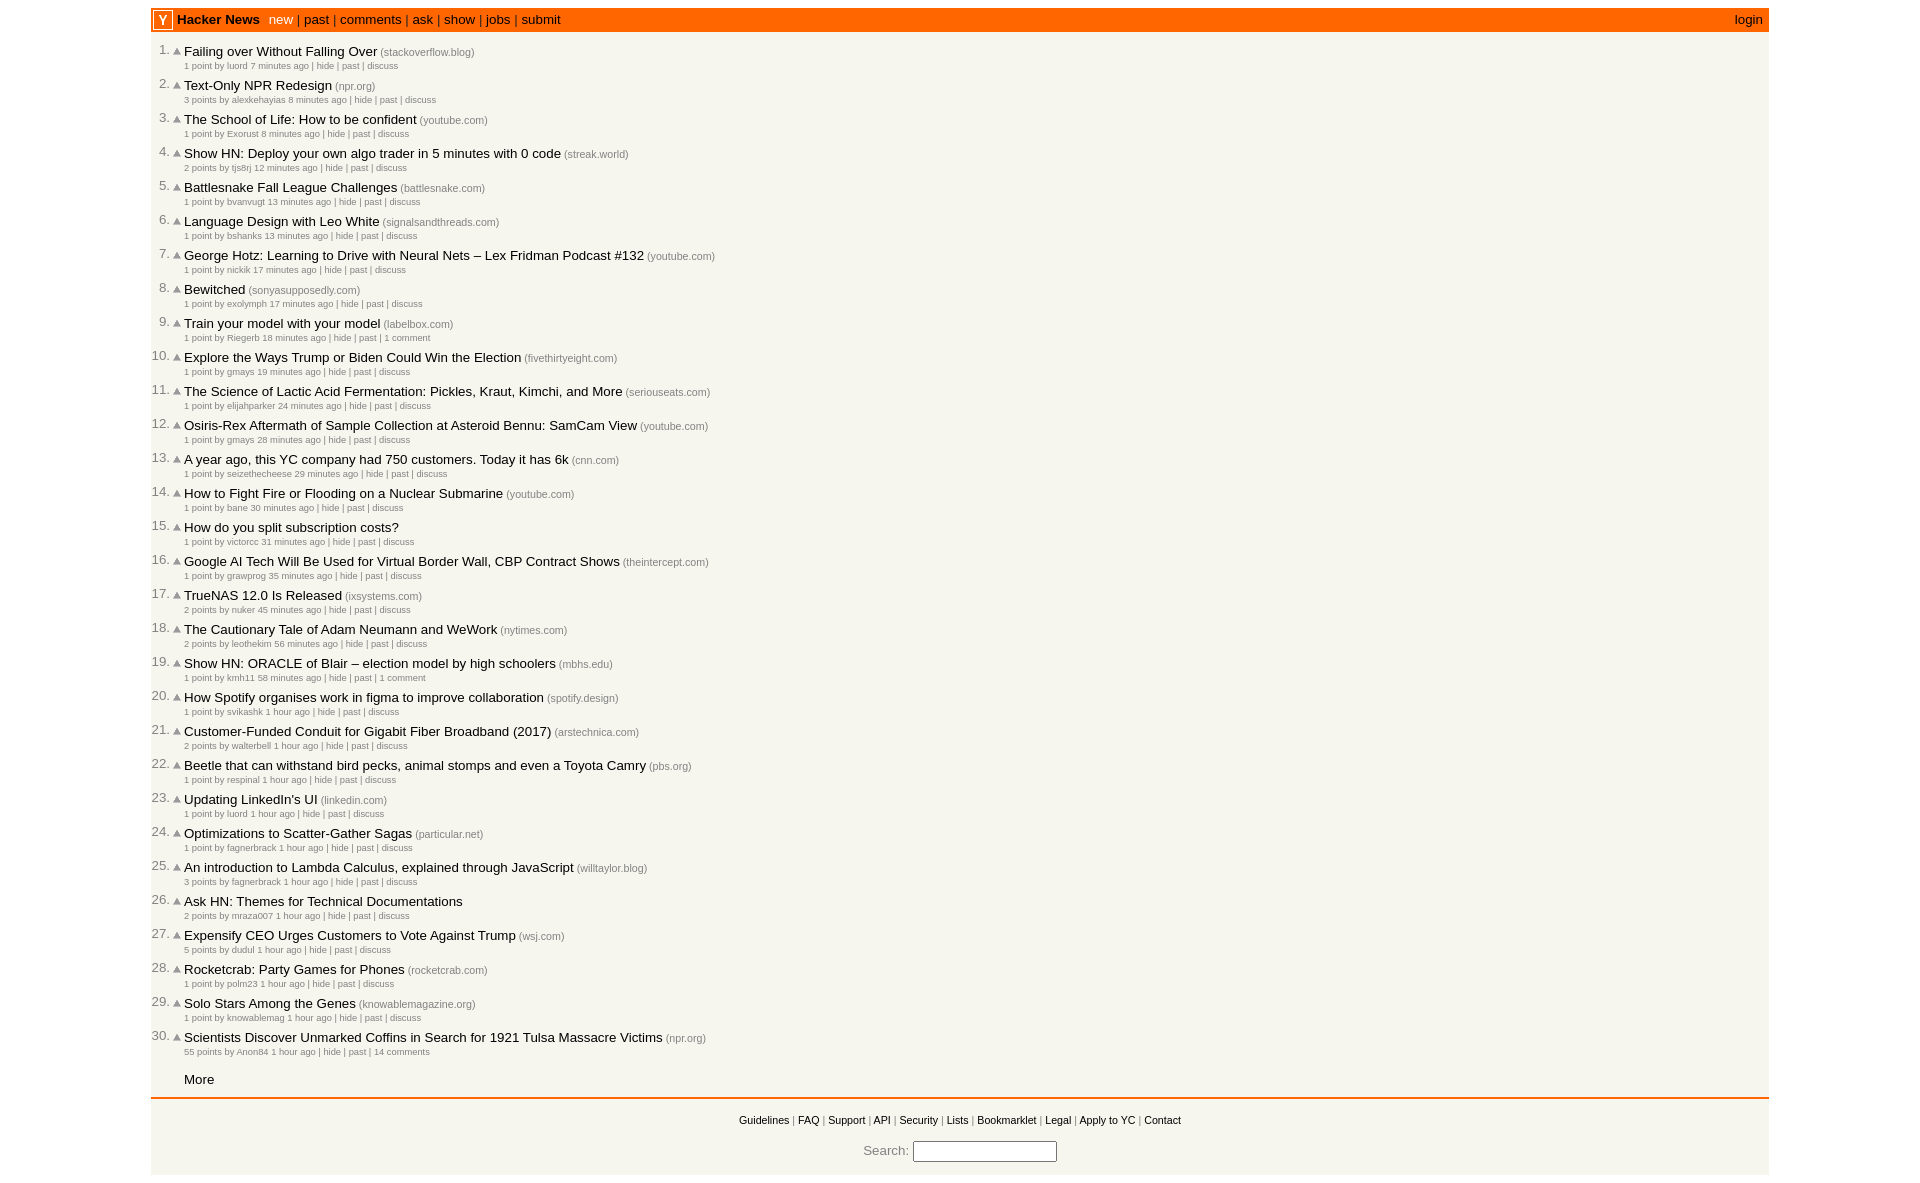 Y Hacker News new | past | comments | ask | show | jobs | submit login
1. Failing over Without Falling Over (stackoverflow.blog)
1 point by luord 7 minutes ago | hide | past | discuss
2. Text-Only NPR Redesign (npr.org)
3 points by alexkehayias 8 minutes ago | hide | past | discuss
3. The School of Life: How to be confident (youtube.com)
1 point by Exorust 8 minutes ago | hide | past | discuss
4. Show HN: Deploy your own algo trader in 5 minutes with 0 code (streak.world)
2 points by tjs8rj 12 minutes ago | hide | past | discuss
5. Battlesnake Fall League Challenges (battlesnake.com)
1 point by bvanvugt 13 minutes ago | hide | past | discuss
6. Language Design with Leo White (signalsandthreads.com)
1 point by bshanks 13 minutes ago | hide | past | discuss
7. George Hotz: Learning to Drive with Neural Nets – Lex Fridman Podcast #132 (youtube.com)
1 point by nickik 17 minutes ago | hide | past | discuss
8. Bewitched (sonyasupposedly.com)
1 point by exolymph 17 minutes ago | hide | past | discuss
9. Train your model with your model (labelbox.com)
1 point by Riegerb 18 minutes ago | hide | past | 1 comment
10. Explore the Ways Trump or Biden Could Win the Election (fivethirtyeight.com)
1 point by gmays 19 minutes ago | hide | past | discuss
11. The Science of Lactic Acid Fermentation: Pickles, Kraut, Kimchi, and More (seriouseats.com)
1 point by elijahparker 24 minutes ago | hide | past | discuss
12. Osiris-Rex Aftermath of Sample Collection at Asteroid Bennu: SamCam View (youtube.com)
1 point by gmays 28 minutes ago | hide | past | discuss
13. A year ago, this YC company had 750 customers. Today it has 6k (cnn.com)
1 point by seizethecheese 29 minutes ago | hide | past | discuss
14. How to Fight Fire or Flooding on a Nuclear Submarine (youtube.com)
1 point by bane 30 minutes ago | hide | past | discuss
15. How do you split subscription costs?
1 point by victorcc 31 minutes ago | hide | past | discuss
16. Google AI Tech Will Be Used for Virtual Border Wall, CBP Contract Shows (theintercept.com)
1 point by grawprog 35 minutes ago | hide | past | discuss
17. TrueNAS 12.0 Is Released (ixsystems.com)
2 points by nuker 45 minutes ago | hide | past | discuss
18. The Cautionary Tale of Adam Neumann and WeWork (nytimes.com)
2 points by leothekim 56 minutes ago | hide | past | discuss
19. Show HN: ORACLE of Blair – election model by high schoolers (mbhs.edu)
1 point by kmh11 58 minutes ago | hide | past | 1 comment
20. How Spotify organises work in figma to improve collaboration (spotify.design)
1 point by svikashk 1 hour ago | hide | past | discuss
21. Customer-Funded Conduit for Gigabit Fiber Broadband (2017) (arstechnica.com)
2 points by walterbell 1 hour ago | hide | past | discuss
22. Beetle that can withstand bird pecks, animal stomps and even a Toyota Camry (pbs.org)
1 point by respinal 1 hour ago | hide | past | discuss
23. Updating LinkedIn's UI (linkedin.com)
1 point by luord 1 hour ago | hide | past | discuss
24. Optimizations to Scatter-Gather Sagas (particular.net)
1 point by fagnerbrack 1 hour ago | hide | past | discuss
25. An introduction to Lambda Calculus, explained through JavaScript (willtaylor.blog)
3 points by fagnerbrack 1 hour ago | hide | past | discuss
26. Ask HN: Themes for Technical Documentations
2 points by mraza007 1 hour ago | hide | past | discuss
27. Expensify CEO Urges Customers to Vote Against Trump (wsj.com)
5 points by dudul 1 hour ago | hide | past | discuss
28. Rocketcrab: Party Games for Phones (rocketcrab.com)
1 point by polm23 1 hour ago | hide | past | discuss
29. Solo Stars Among the Genes (knowablemagazine.org)
1 point by knowablemag 1 hour ago | hide | past | discuss
30. Scientists Discover Unmarked Coffins in Search for 1921 Tulsa Massacre Victims (npr.org)
55 points by Anon84 1 hour ago | hide | past | 14 comments
More
Guidelines | FAQ | Support | API | Security | Lists | Bookmarklet | Legal | Apply to YC | Contact
Search: